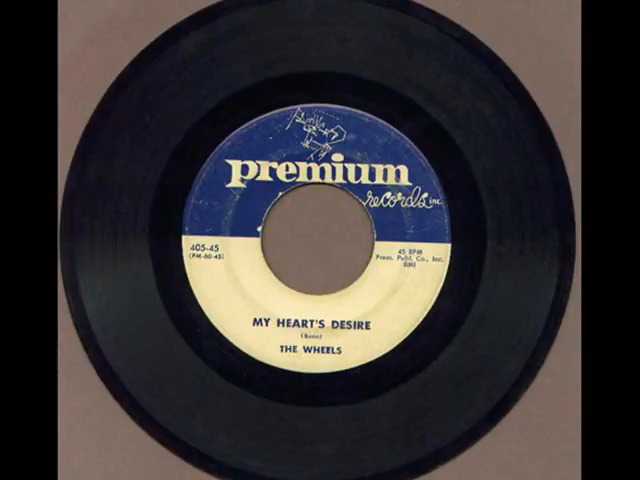 premium
records inc.
405-45
(PM-60-45)
45 RPM
Prem. Publ. Co., Inc.
BMI
MY HEART'S DESIRE
THE WHEELS